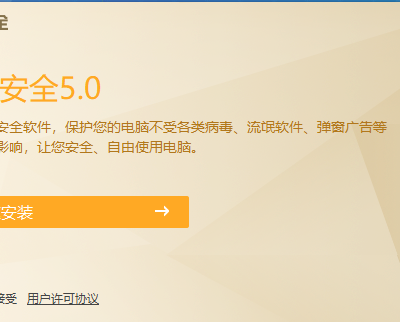 全
安全5.0
安全软件，保护您的电脑不受各类病毒、流氓软件、弹窗广告等
影响，让您安全、自由使用电脑。
安装
接受 用户许可协议